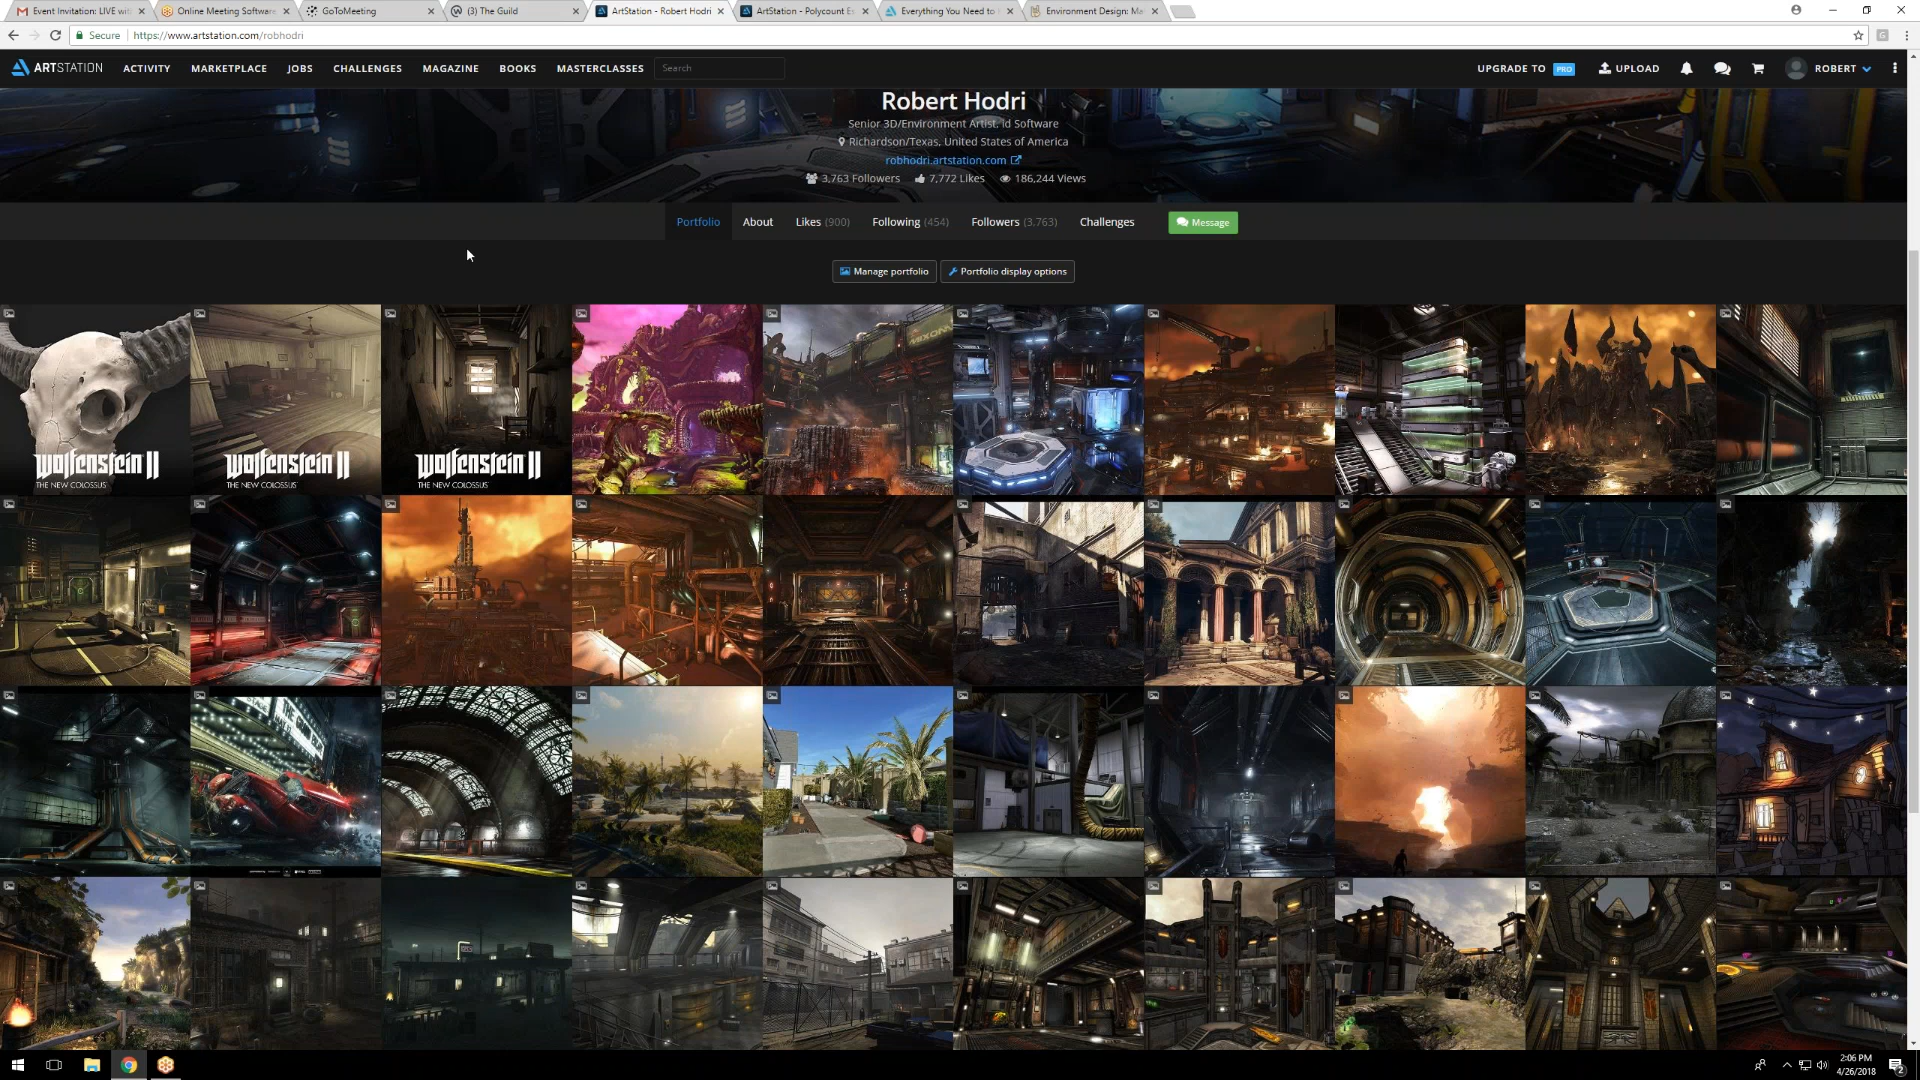 Event Invitation: LIVE wit
Online Meeting Software
GoToMeeting
(3) The Guild
ArtStation - Robert Hodri
ArtStation - Polycount Es
Everything You Need to
Environment Design: Ma
Secure
https://www.artstation.com/robhodri
ARTSTATION
ACTIVITY
MARKETPLACE
JOBS
CHALLENGES
MAGAZINE
BOOKS
MASTERCLASSES
Search
UPGRADE TO PRO
UPLOAD
ROBERT
Robert Hodri
Senior 3D/Environment Artist, id Software
Richardson/Texas, United States of America
robhodri.artstation.com
3,763 Followers 7,772 Likes 186,244 Views
Portfolio
About
Likes (900)
Following (454)
Followers (3,763)
Challenges
Message
Manage portfolio
Portfolio display options
MIXOM
Wolfenstein II
THE NEW COLOSSUS
Wolfenstein II
THE NEW COLOSSUS
Wolfenstein II
THE NEW COLOSSUS
2:06 PM
4/26/2018
2